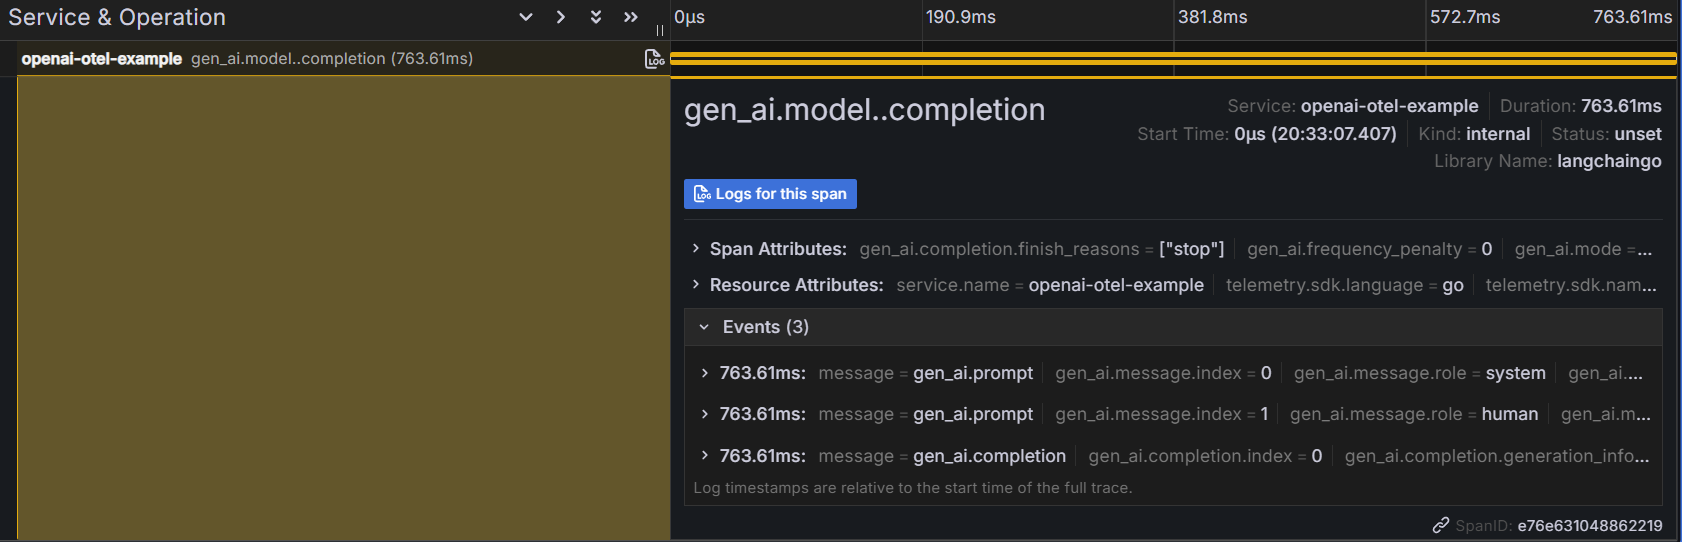 Service & Operation
0μs 190.9ms 381.8ms 572.7ms 763.61ms
openai-otel-example gen_ai.model..completion (763.61ms) LOG
gen_ai.model..completion
Service: openai-otel-example Duration: 763.61ms
Start Time: 0μs (20:33:07.407) Kind: internal Status: unset
Library Name: langchaingo
LOG Logs for this span
Span Attributes: gen_ai.completion.finish_reasons = ["stop"] gen_ai.frequency_penalty = 0 gen_ai.mode =...
Resource Attributes: service.name = openai-otel-example telemetry.sdk.language = go telemetry.sdk.nam...
Events (3)
763.61ms: message = gen_ai.prompt gen_ai.message.index = 0 gen_ai.message.role = system gen_ai....
763.61ms: message = gen_ai.prompt gen_ai.message.index = 1 gen_ai.message.role = human gen_ai.m...
763.61ms: message = gen_ai.completion gen_ai.completion.index = 0 gen_ai.completion.generation_info...
Log timestamps are relative to the start time of the full trace.
SpanID: e76e631048862219